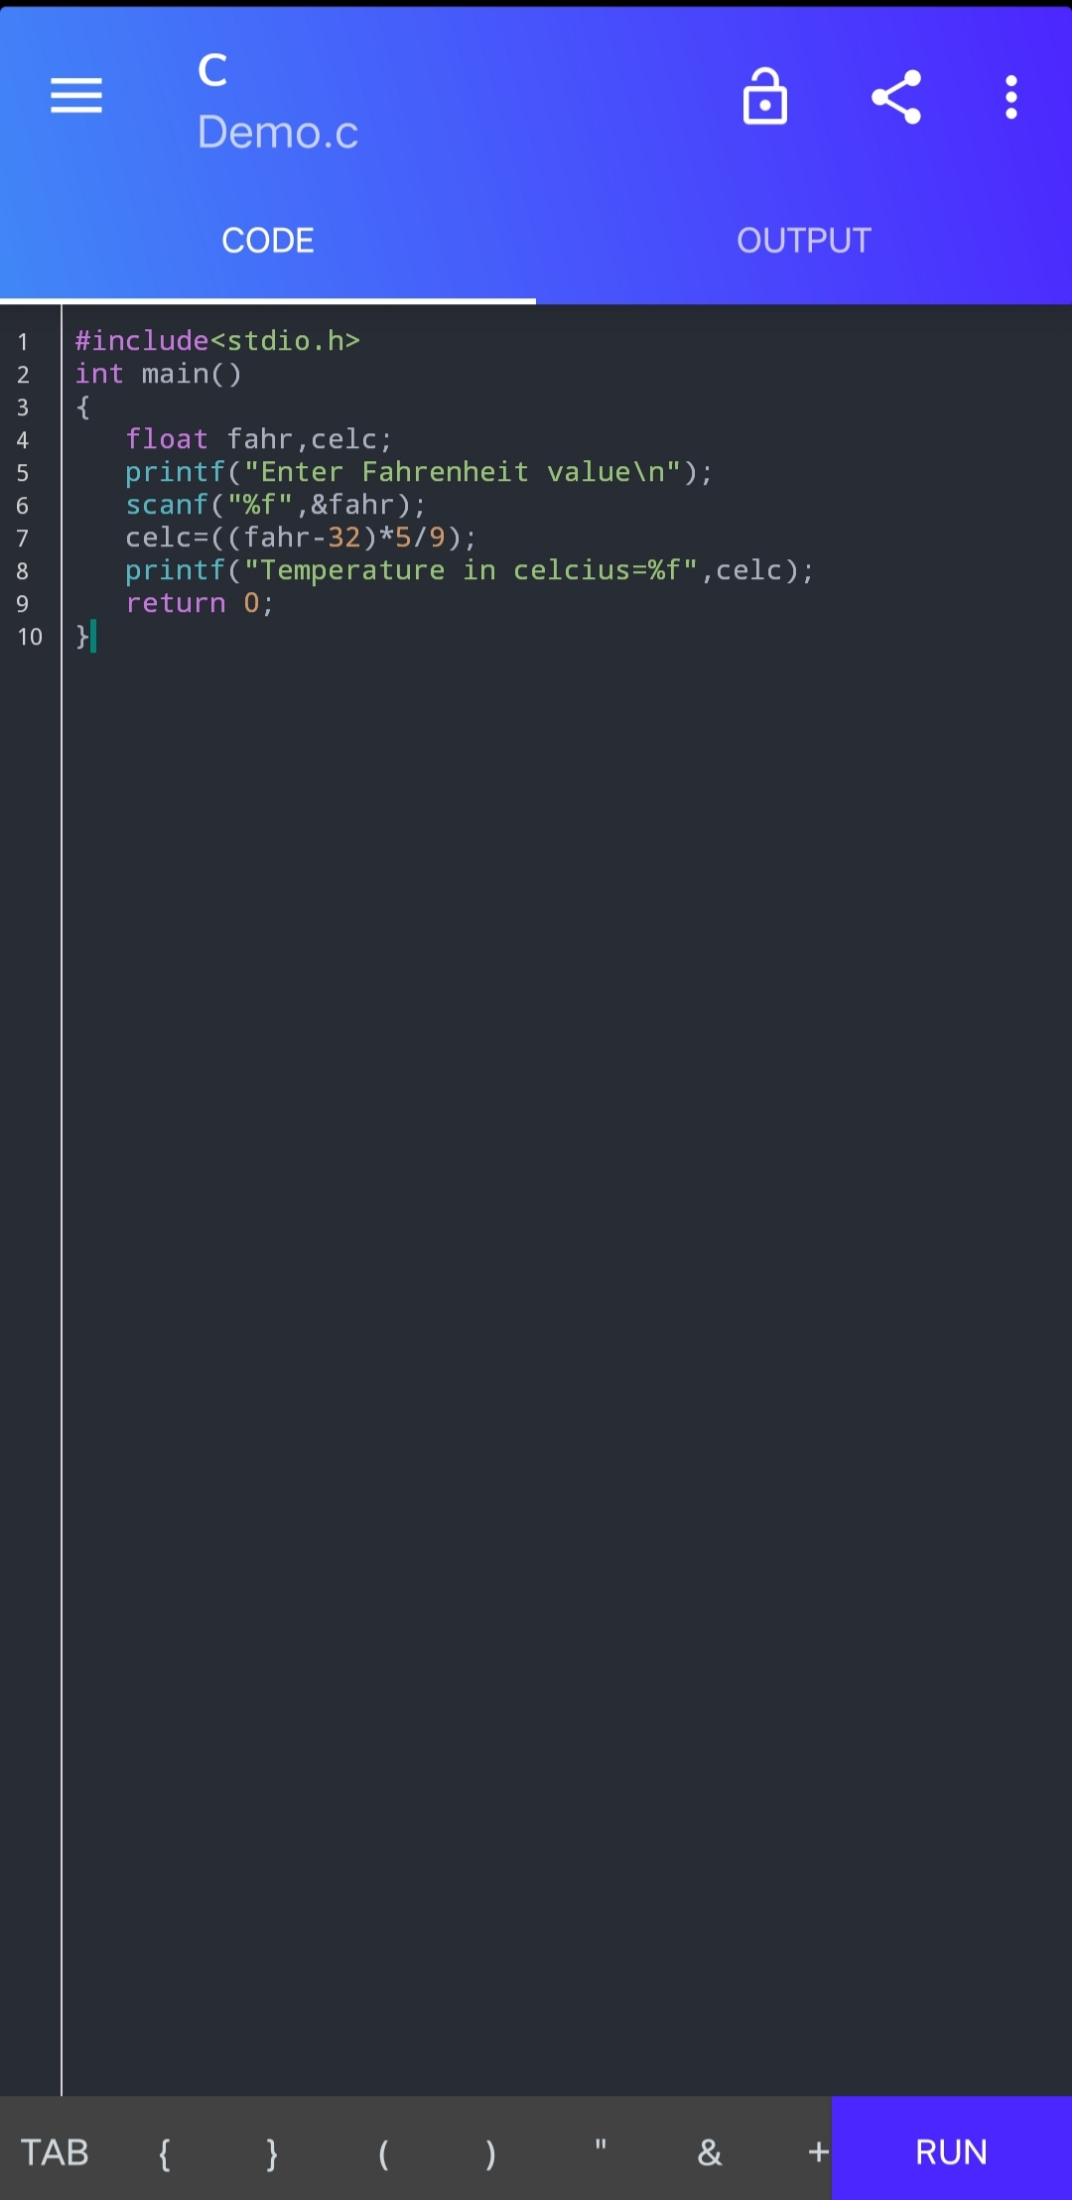 C
Demo.c
CODE OUTPUT
1 #include<stdio.h>
2 int main()
3 {
4    float fahr,celc;
5    printf("Enter Fahrenheit value\n");
6    scanf("%f",&fahr);
7    celc=((fahr-32)*5/9);
8    printf("Temperature in celcius=%f",celc);
9    return 0;
10 }
TAB { } ( ) " & + RUN